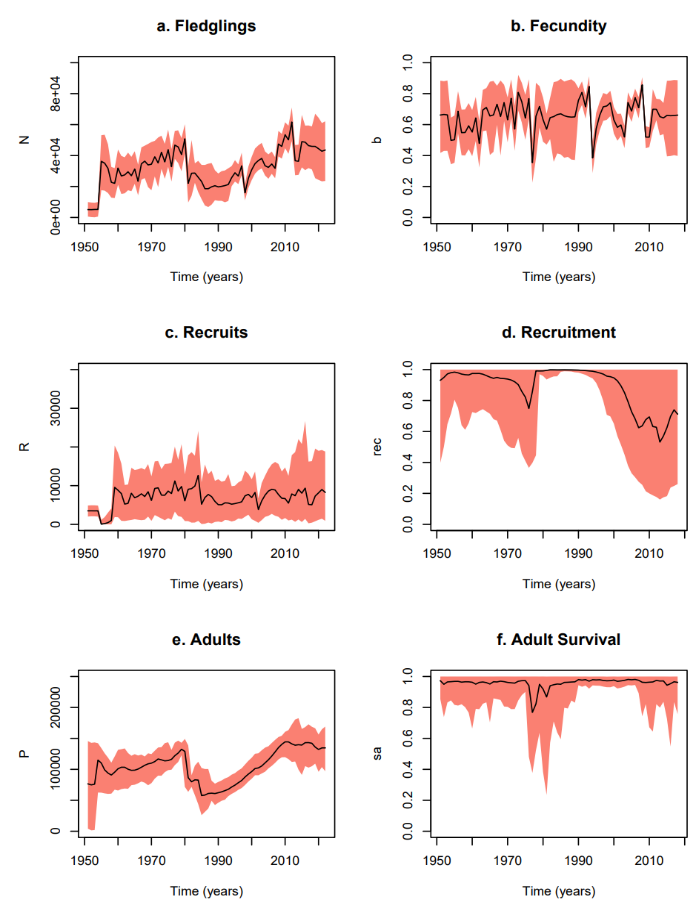 a. Fledglings
N
0e+00 4e+04 8e+04
1950 1970 1990 2010
Time (years)
b. Fecundity
b
0.0 0.2 0.4 0.6 0.8 1.0
1950 1970 1990 2010
Time (years)
c. Recruits
R
0 10000 30000
1950 1970 1990 2010
Time (years)
d. Recruitment
rec
0.0 0.2 0.4 0.6 0.8 1.0
1950 1970 1990 2010
Time (years)
e. Adults
P
0 100000 200000
1950 1970 1990 2010
Time (years)
f. Adult Survival
sa
0.0 0.2 0.4 0.6 0.8 1.0
1950 1970 1990 2010
Time (years)